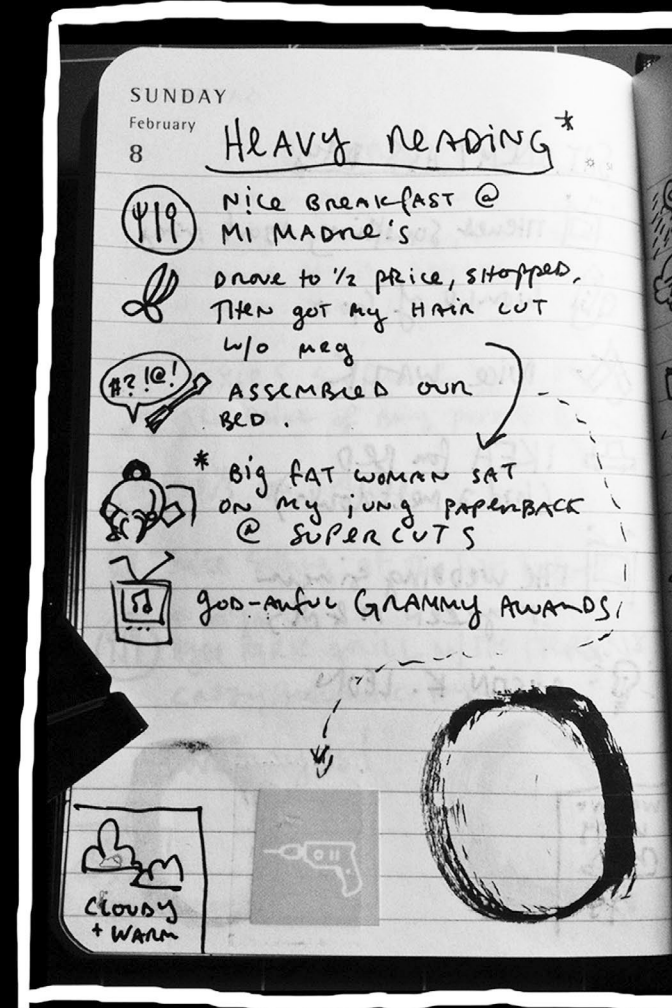 SUNDAY
February
8
HEAVY READING*
NICE BREAKFAST @
MI MADRE'S
DROVE TO 1/2 PRICE, SHOPPED,
THEN GOT MY HAIR CUT
W/O MEG
#?!@!
ASSEMBLED OUR
BED.
* BIG FAT WOMAN SAT
ON MY JUNG PAPERBACK
@ SUPERCUTS
GOD-AWFUL GRAMMY AWARDS
CLOUDY
+ WARM